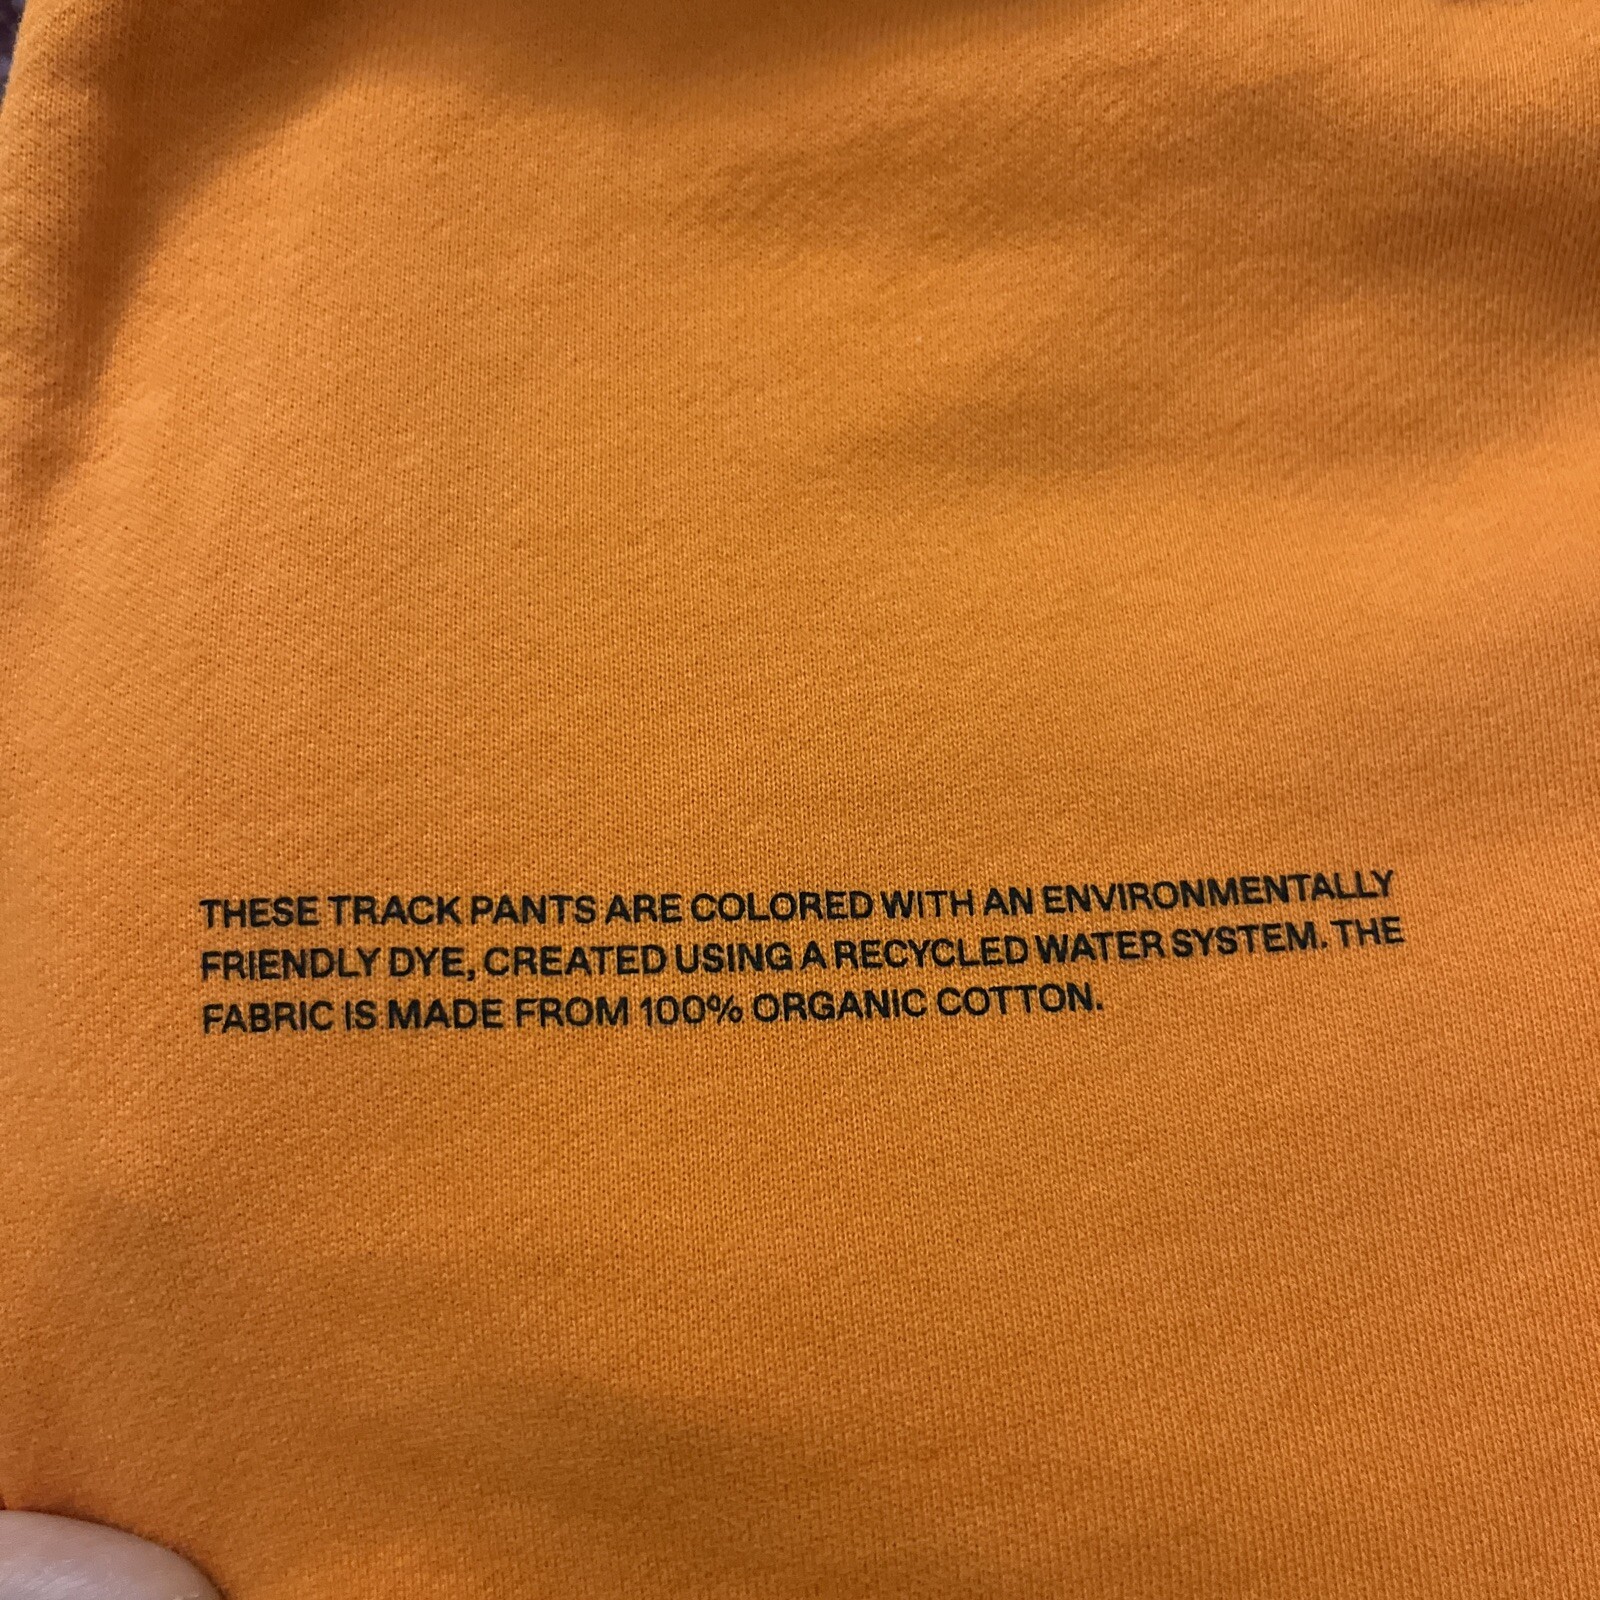 THESE TRACK PANTS ARE COLORED WITH AN ENVIRONMENTALLY
FRIENDLY DYE, CREATED USING A RECYCLED WATER SYSTEM. THE
FABRIC IS MADE FROM 100% ORGANIC COTTON.